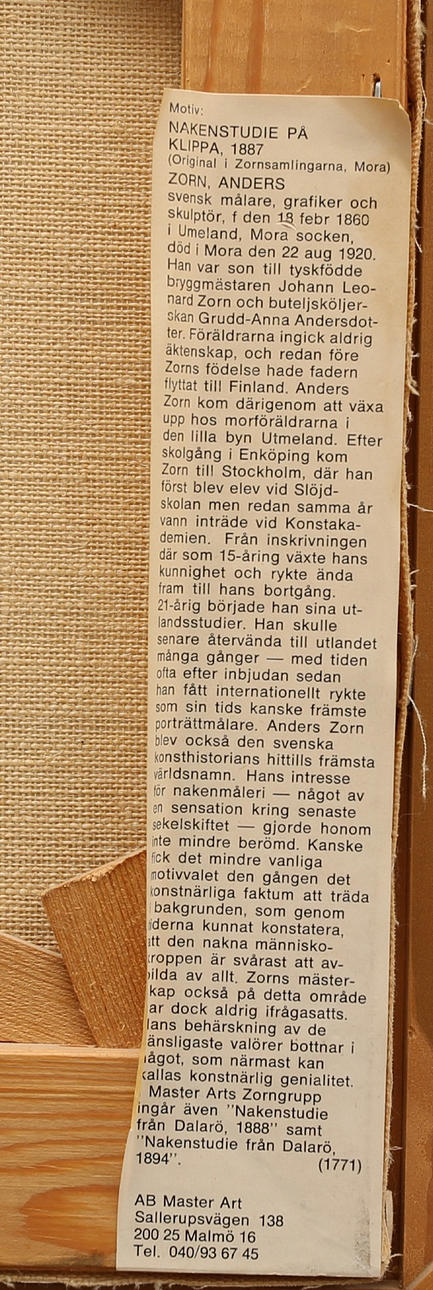 Motiv:
NAKENSTUDIE PÅ
KLIPPA, 1887
(Original i Zornsamlingarna, Mora)
ZORN, ANDERS
svensk målare, grafiker och
skulptör, f den 18 febr 1860
i Umeland, Mora socken,
död i Mora den 22 aug 1920.
Han var son till tyskfödde
bryggmästaren Johann Leo-
nard Zorn och buteljsköljer-
skan Grudd-Anna Andersdot-
ter. Föräldrarna ingick aldrig
äktenskap, och redan före
Zorns födelse hade fadern
flyttat till Finland. Anders
Zorn kom därigenom att växa
upp hos morföräldrarna i
den lilla byn Utmeland. Efter
skolgång i Enköping kom
Zorn till Stockholm, där han
först blev elev vid Slöjd-
skolan men redan samma år
vann inträde vid Konstaka-
demien. Från inskrivningen
där som 15-åring växte hans
kunnighet och rykte ända
fram till hans bortgång.
21-årig började han sina ut-
landsstudier. Han skulle
senare återvända till utlandet
många gånger — med tiden
ofta efter inbjudan sedan
han fått internationellt rykte
som sin tids kanske främste
porträttmålare. Anders Zorn
blev också den svenska
konsthistorians hittills främsta
världsnamn. Hans intresse
för nakenmåleri — något av
en sensation kring senaste
sekelskiftet — gjorde honom
inte mindre berömd. Kanske
fick det mindre vanliga
motivvalet den gången det
konstnärliga faktum att träda
i bakgrunden, som genom
iderna kunnat konstatera,
att den nakna människo-
kroppen är svårast att av-
bilda av allt. Zorns mäster-
kap också på detta område
ar dock aldrig ifrågasatts.
lans behärskning av de
änsligaste valörer bottnar i
något, som närmast kan
kallas konstnärlig genialitet.
I Master Arts Zorngrupp
ingår även "Nakenstudie
från Dalarö, 1888" samt
"Nakenstudie från Dalarö,
1894". (1771)
AB Master Art
Sallerupsvägen 138
200 25 Malmö 16
Tel. 040/93 67 45